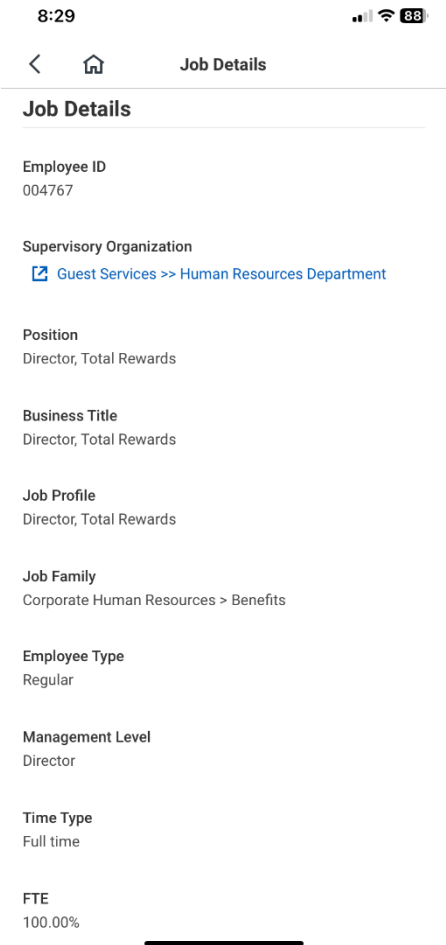 8:29
88
Job Details
Job Details
Employee ID
004767
Supervisory Organization
Guest Services >> Human Resources Department
Position
Director, Total Rewards
Business Title
Director, Total Rewards
Job Profile
Director, Total Rewards
Job Family
Corporate Human Resources > Benefits
Employee Type
Regular
Management Level
Director
Time Type
Full time
FTE
100.00%